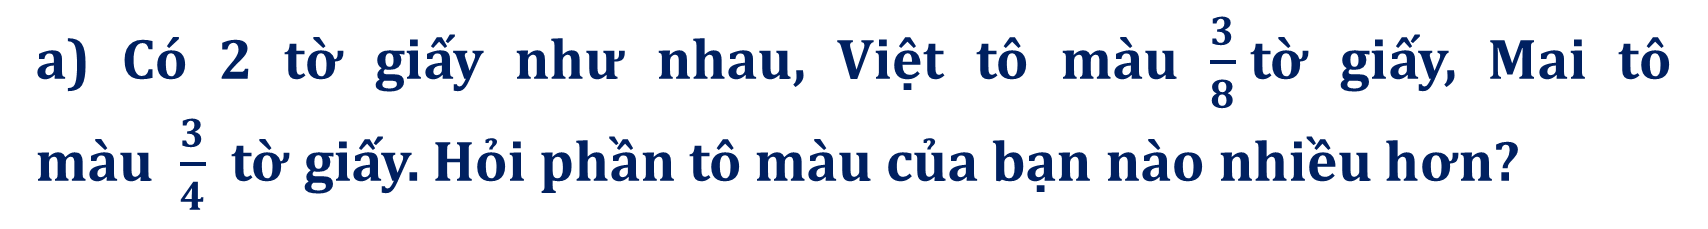 a) Có 2 tờ giấy như nhau, Việt tô màu 3/8 tờ giấy, Mai tô
màu 3/4 tờ giấy. Hỏi phần tô màu của bạn nào nhiều hơn?